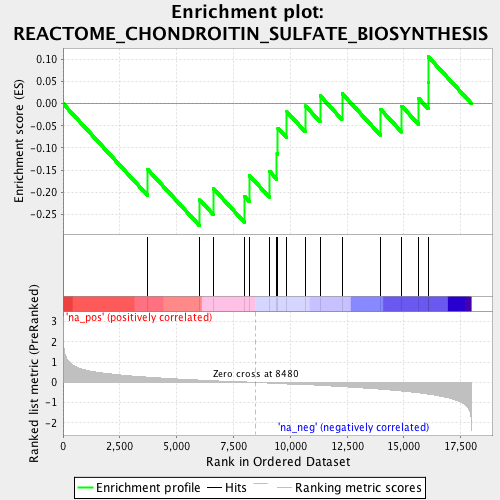 Enrichment plot:
REACTOME_CHONDROITIN_SULFATE_BIOSYNTHESIS
Enrichment score (ES)
0.10
0.05
0.00
-0.05
-0.10
-0.15
-0.20
-0.25
'na_pos' (positively correlated)
Ranked list metric (PreRanked)
3
2
1
0
-1
-2
Zero cross at 8480
'na_neg' (negatively correlated)
0
2,500
5,000
7,500
10,000
12,500
15,000
17,500
Rank in Ordered Dataset
Enrichment profile
Hits
Ranking metric scores